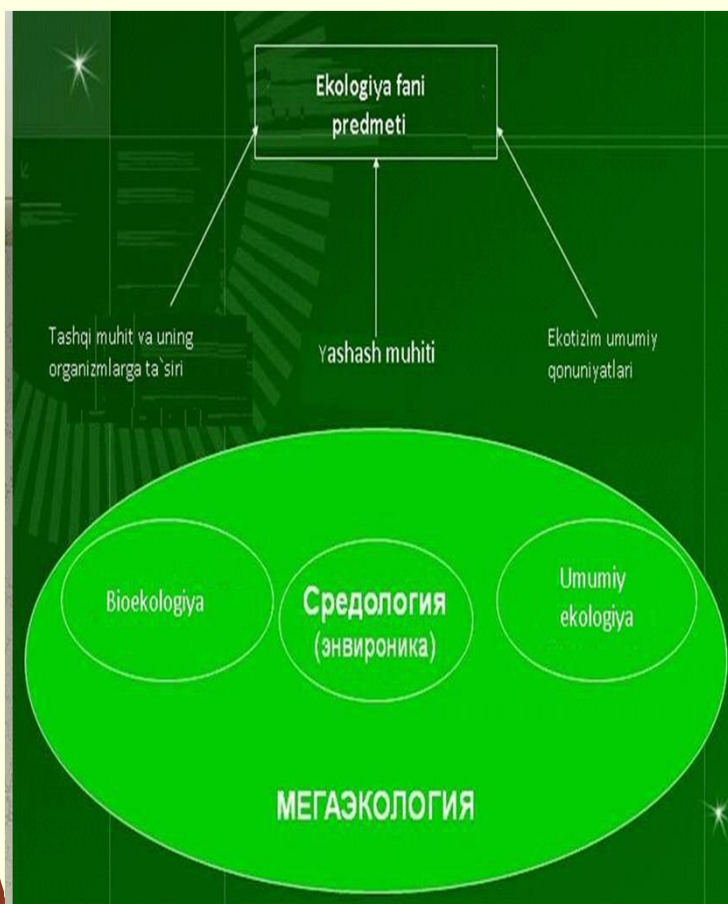 Ekologiya fani
predmeti
Tashqi muhit va uning
organizmlarga ta`siri
Yashash muhiti
Ekotizim umumiy
qonuniyatlari
Bioekologiya
Средология
(энвироника)
Umumiy
ekologiya
МЕГАЭКОЛОГИЯ